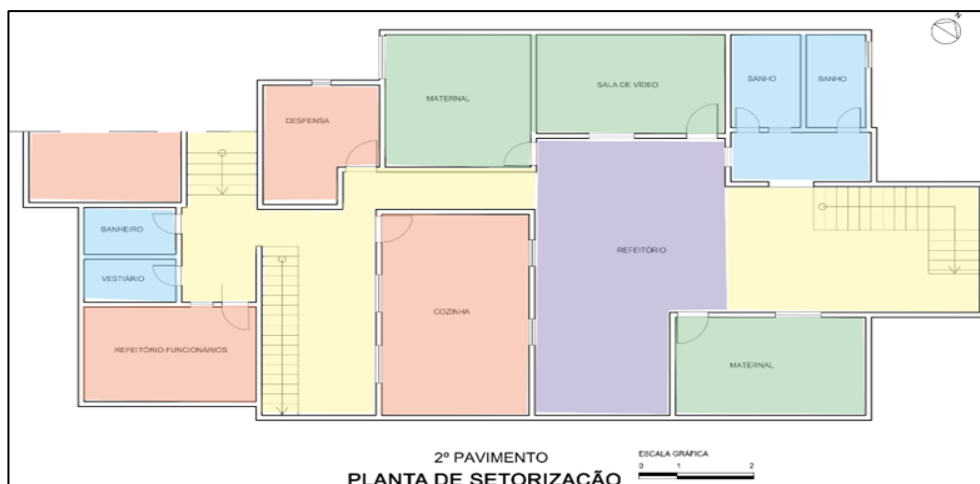 N
MATERNAL
SALA DE VÍDEO
BANHO
BANHO
DESPENSA
BANHEIRO
VESTIÁRIO
REFEITÓRIO
COZINHA
REFEITÓRIO FUNCIONÁRIOS
MATERNAL
2º PAVIMENTO
PLANTA DE SETORIZAÇÃO
ESCALA GRÁFICA
0 1 2